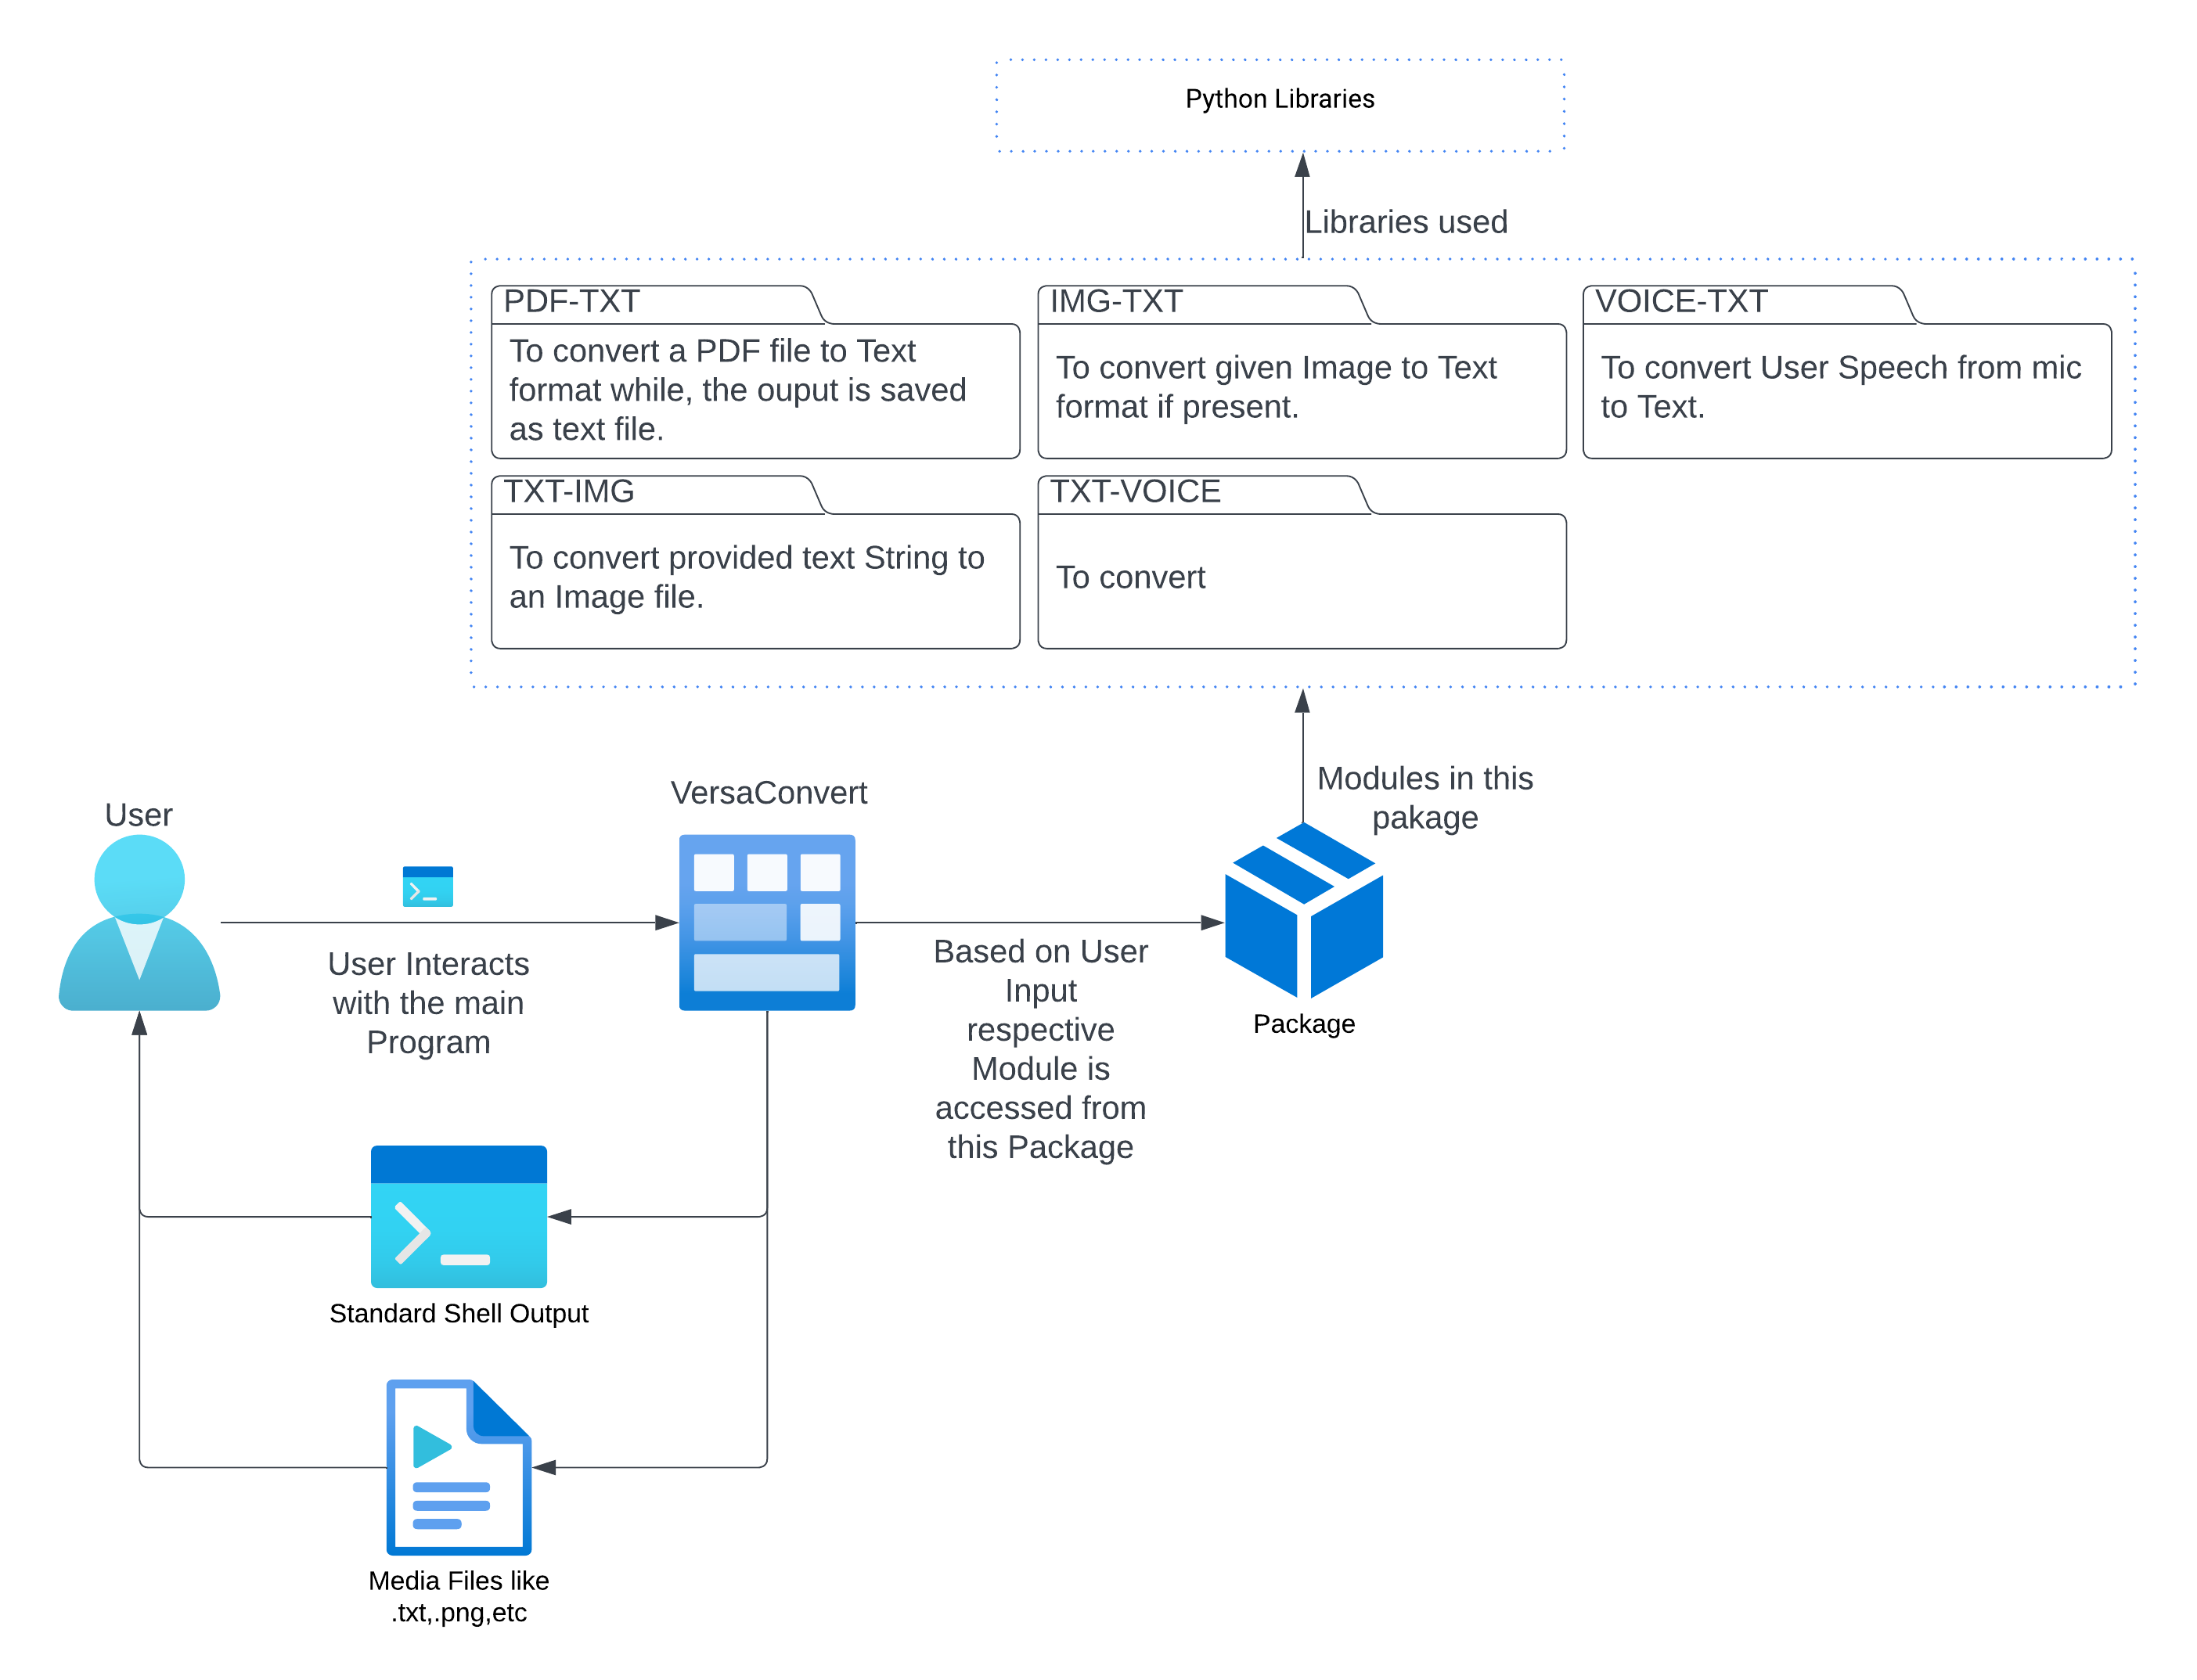 Python Libraries
Libraries used
PDF-TXT
To convert a PDF file to Text
format while, the ouput is saved
as text file.
IMG-TXT
To convert given Image to Text
format if present.
VOICE-TXT
To convert User Speech from mic
to Text.
TXT-IMG
To convert provided text String to
an Image file.
TXT-VOICE
To convert
Modules in this
pakage
User
VersaConvert
User Interacts
with the main
Program
Based on User
Input
respective
Module is
accessed from
this Package
Package
Standard Shell Output
Media Files like
.txt,.png,etc